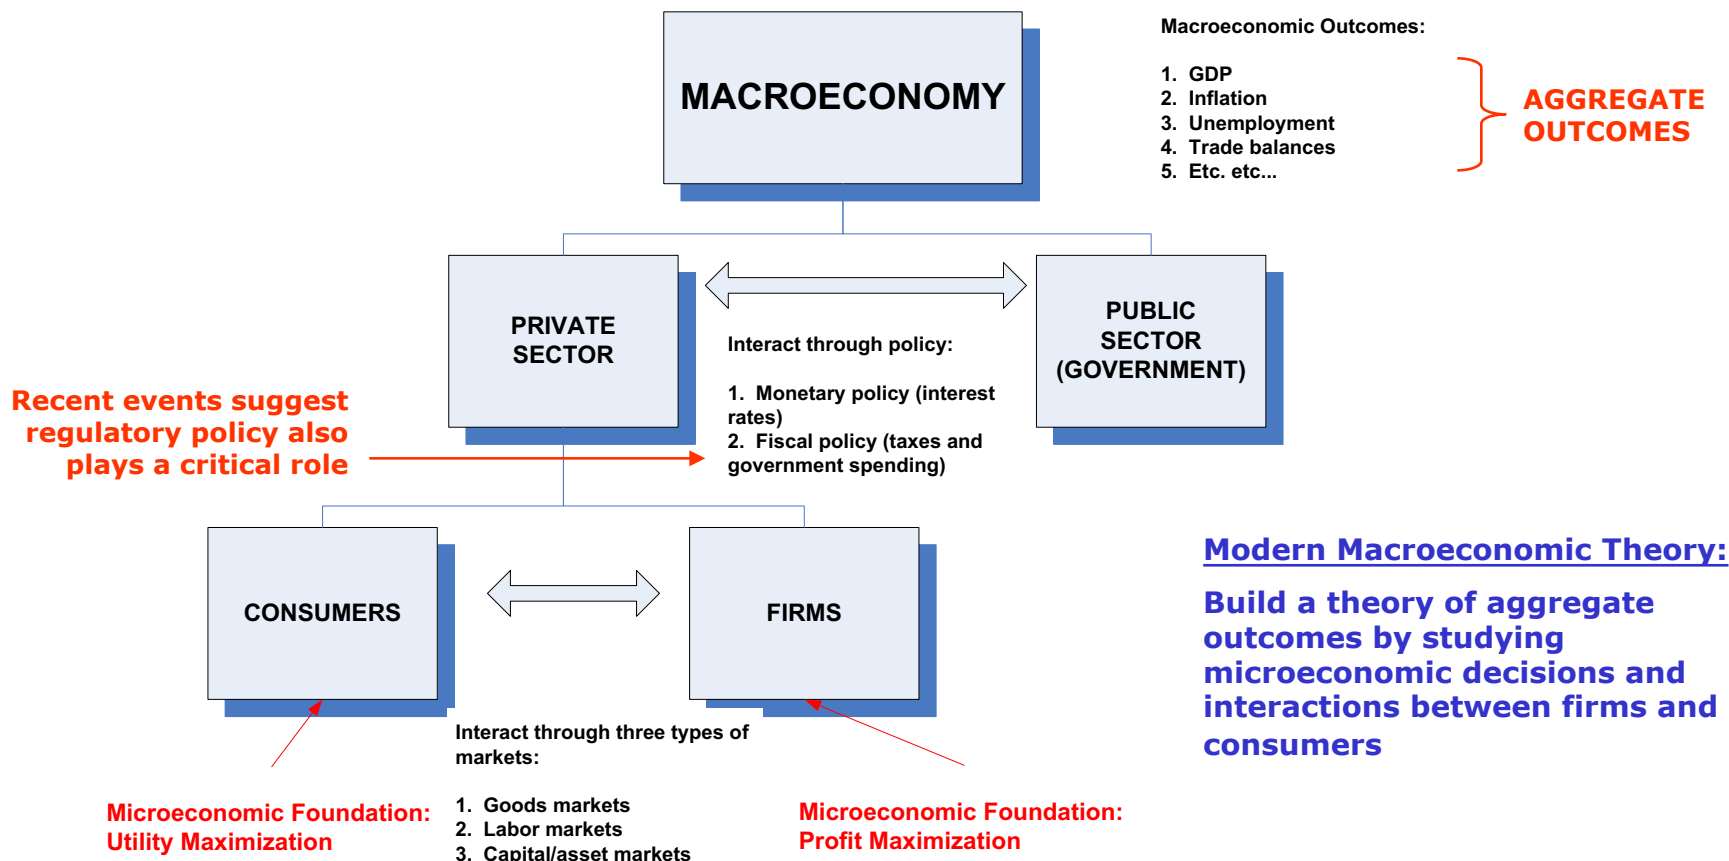 MACROECONOMY
Macroeconomic Outcomes:
1. GDP
2. Inflation
3. Unemployment
4. Trade balances
5. Etc. etc...
AGGREGATE
OUTCOMES
PRIVATE
SECTOR
PUBLIC
SECTOR
(GOVERNMENT)
Interact through policy:
1. Monetary policy (interest
rates)
2. Fiscal policy (taxes and
government spending)
Recent events suggest
regulatory policy also
plays a critical role
CONSUMERS
FIRMS
Modern Macroeconomic Theory:
Build a theory of aggregate
outcomes by studying
microeconomic decisions and
interactions between firms and
consumers
Interact through three types of
markets:
1. Goods markets
2. Labor markets
3. Capital/asset markets
Microeconomic Foundation:
Utility Maximization
Microeconomic Foundation:
Profit Maximization